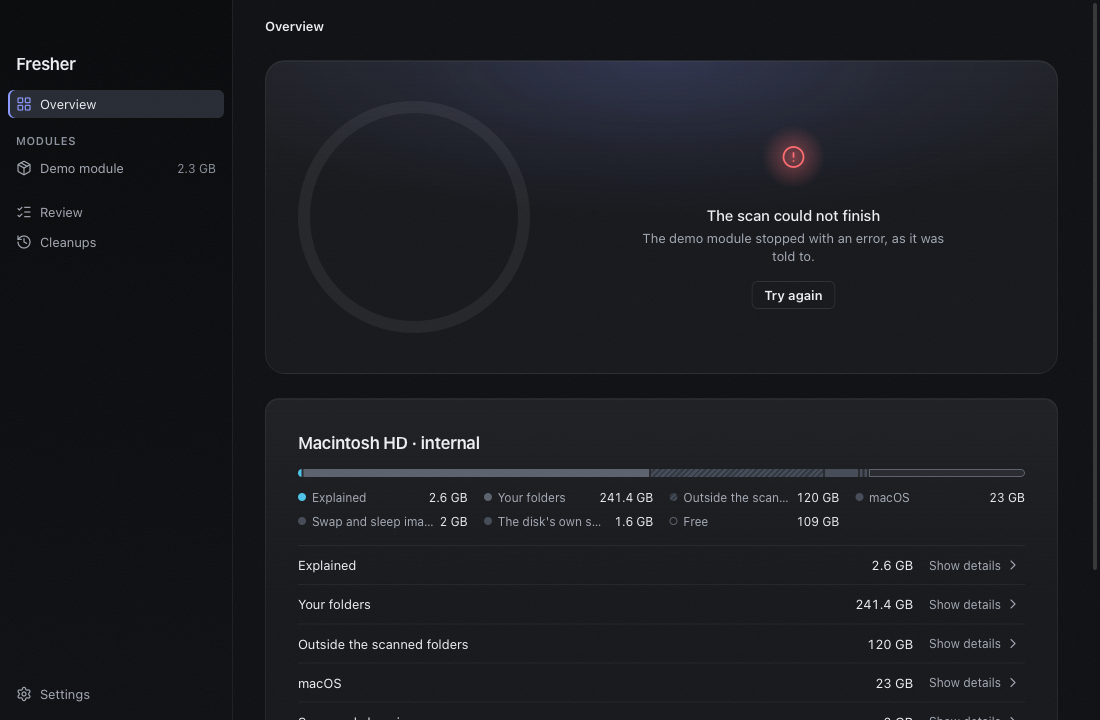 Overview
Fresher
Overview
MODULES
Demo module 2.3 GB
Review
Cleanups
Settings
The scan could not finish
The demo module stopped with an error, as it was
told to.
Try again
Macintosh HD · internal
Explained 2.6 GB Your folders 241.4 GB Outside the scan... 120 GB macOS 23 GB
Swap and sleep ima... 2 GB The disk's own s... 1.6 GB Free 109 GB
Explained 2.6 GB Show details
Your folders 241.4 GB Show details
Outside the scanned folders 120 GB Show details
macOS 23 GB Show details